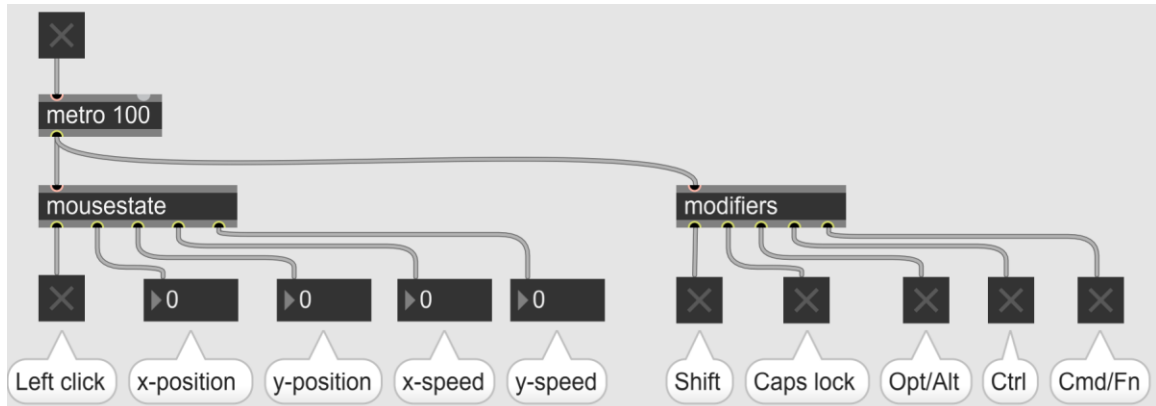 metro 100
mousestate
modifiers
0
0
0
0
Left click
x-position
y-position
x-speed
y-speed
Shift
Caps lock
Opt/Alt
Ctrl
Cmd/Fn